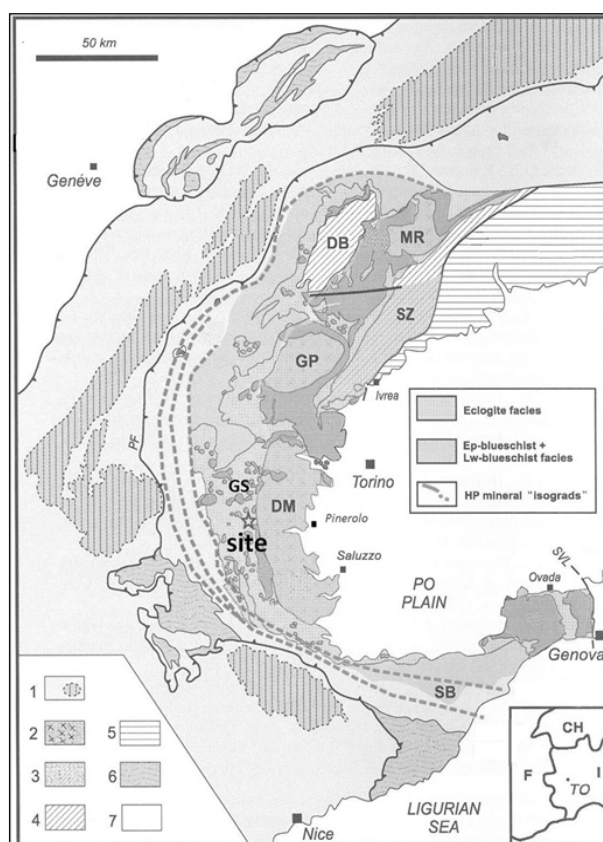 50 km
Genéve
DB
MR
SZ
GP
Ivrea
Eclogite facies
Ep-blueschist +
Lw-blueschist facies
HP mineral "isograds"
PF
Torino
GS
DM
Pinerolo
site
Saluzzo
PO
PLAIN
SVL
Ovada
Genova
SB
1
2
3
4
5
6
7
LIGURIAN
SEA
Nice
CH
F
I
TO